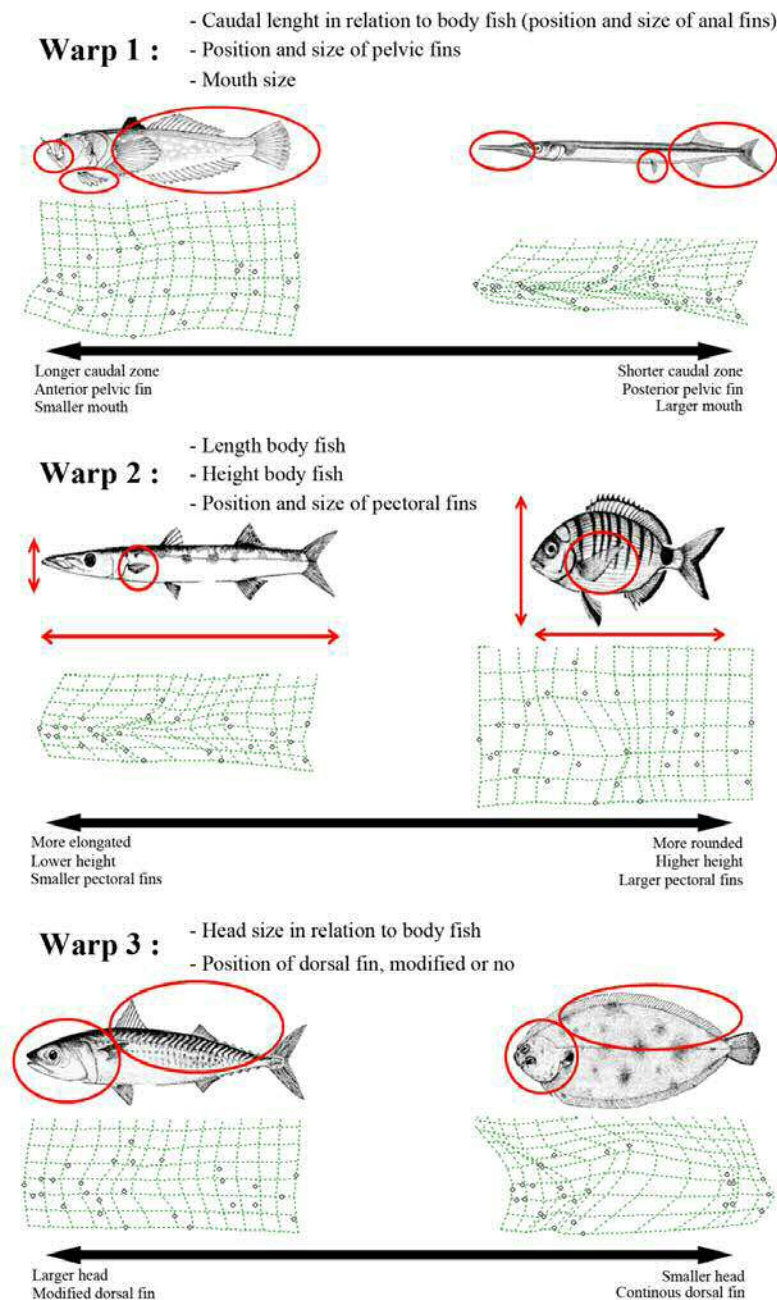 - Caudal lenght in relation to body fish (position and size of anal fins)
Warp 1 :
- Position and size of pelvic fins
- Mouth size
Longer caudal zone
Anterior pelvic fin
Smaller mouth
Shorter caudal zone
Posterior pelvic fin
Larger mouth
- Length body fish
Warp 2 :
- Height body fish
- Position and size of pectoral fins
More elongated
Lower height
Smaller pectoral fins
More rounded
Higher height
Larger pectoral fins
- Head size in relation to body fish
Warp 3 :
- Position of dorsal fin, modified or no
Larger head
Modified dorsal fin
Smaller head
Continous dorsal fin